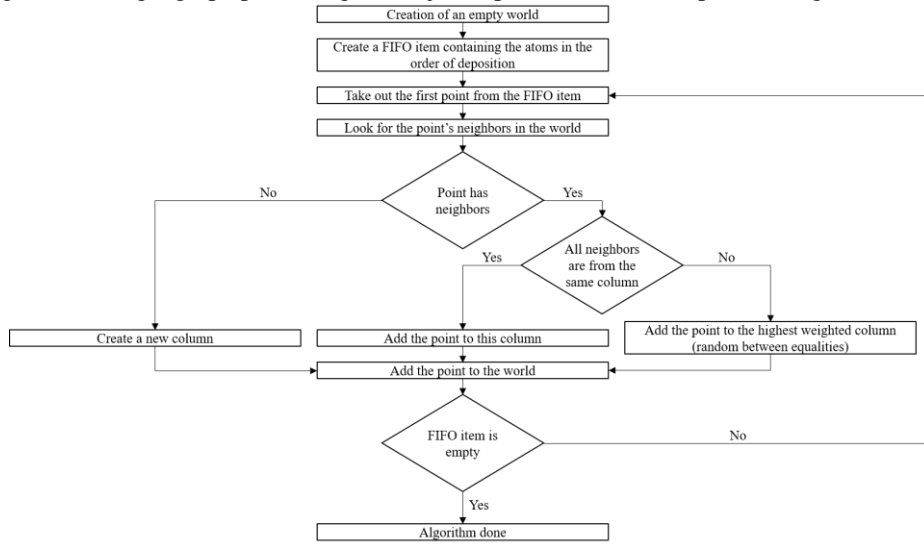 Creation of an empty world
Create a FIFO item containing the atoms in the
order of deposition
Take out the first point from the FIFO item
Look for the point's neighbors in the world
Point has
neighbors
No
Yes
All neighbors
are from the
same column
Yes
No
Create a new column
Add the point to this column
Add the point to the highest weighted column
(random between equalities)
Add the point to the world
FIFO item is
empty
No
Yes
Algorithm done